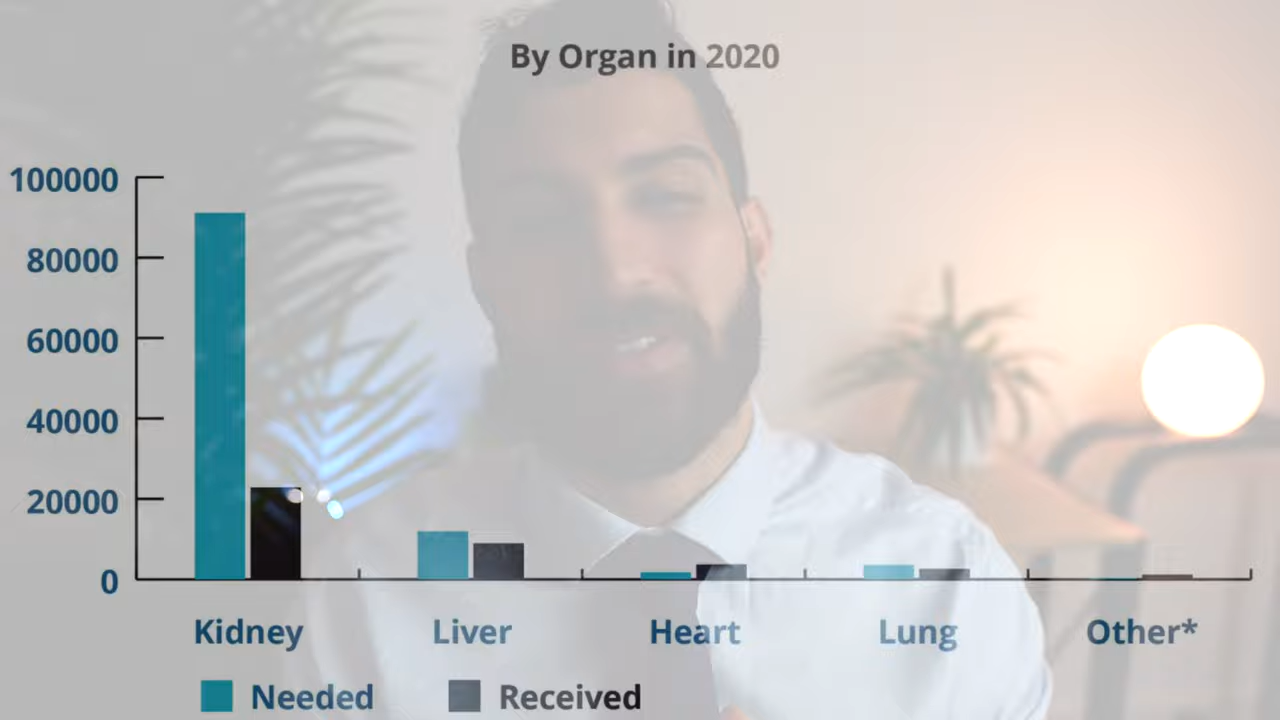 By Organ in 2020
100000
80000
60000
40000
20000
0
Kidney Liver Heart Lung Other*
Needed Received